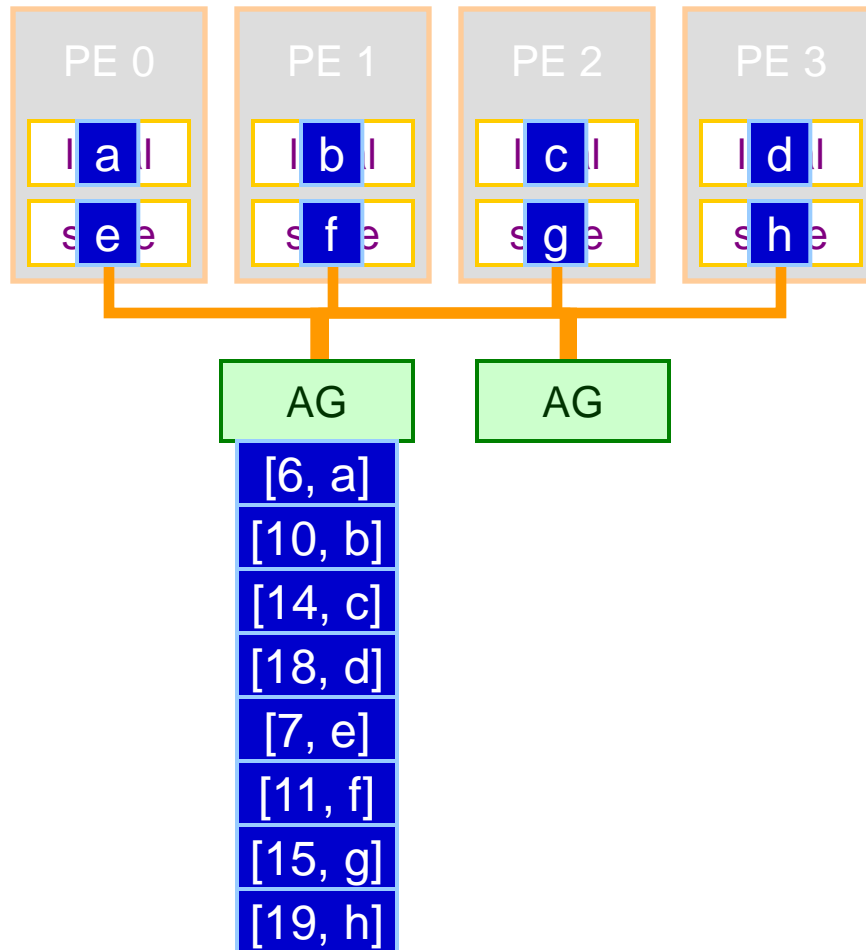 PE 0 PE 1 PE 2 PE 3
a b c d
e f g h
AG AG
[6, a]
[10, b]
[14, c]
[18, d]
[7, e]
[11, f]
[15, g]
[19, h]